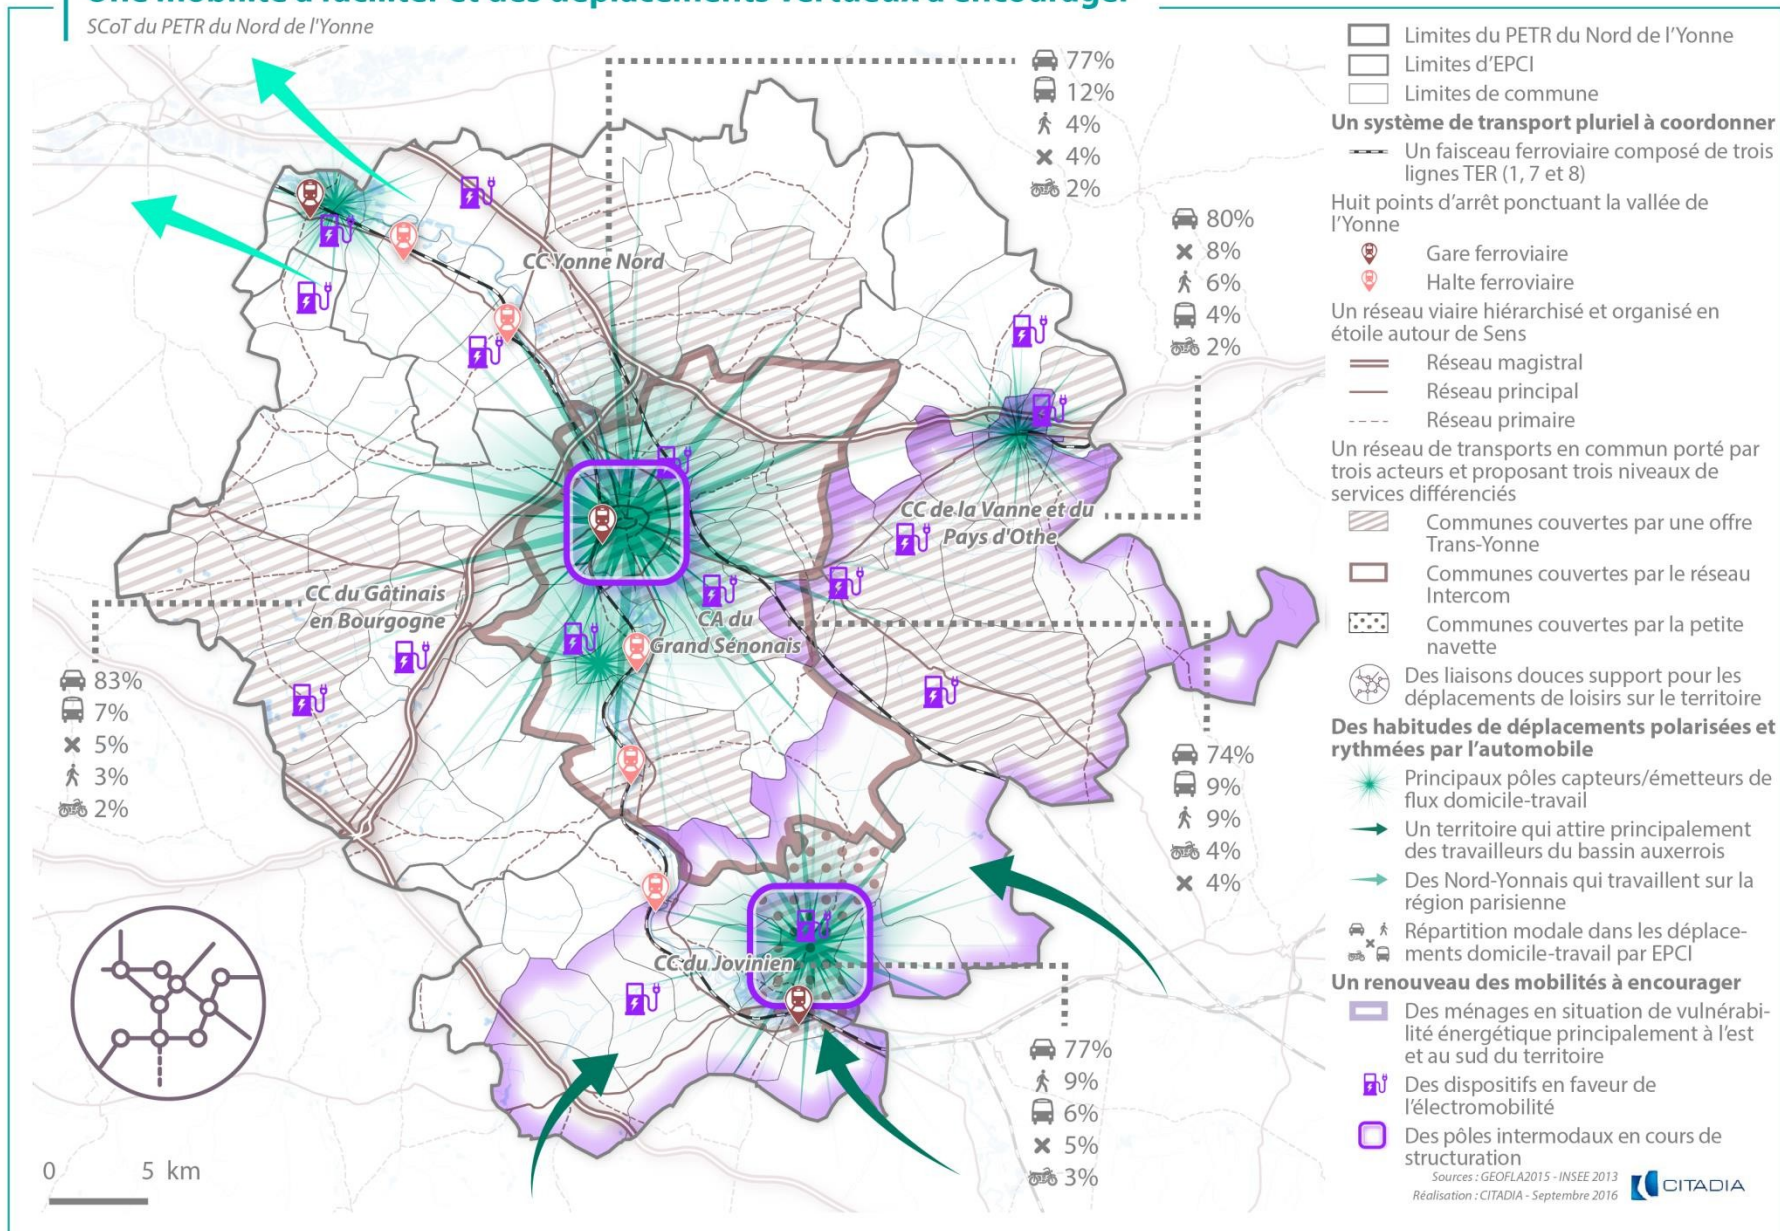 Une mobilité à faciliter et des déplacements vertueux à encourager
SCoT du PETR du Nord de l'Yonne
77%
12%
4%
4%
2%
80%
8%
6%
4%
2%
CC Yonne Nord
CC de la Vanne et du
Pays d'Othe
CC du Gâtinais
en Bourgogne
CA du
Grand Sénonais
83%
7%
5%
3%
2%
74%
9%
9%
4%
4%
CC du Jovinien
77%
9%
6%
5%
3%
0 5 km
Limites du PETR du Nord de l'Yonne
Limites d'EPCI
Limites de commune
Un système de transport pluriel à coordonner
Un faisceau ferroviaire composé de trois
lignes TER (1, 7 et 8)
Huit points d'arrêt ponctuant la vallée de
l'Yonne
Gare ferroviaire
Halte ferroviaire
Un réseau viaire hiérarchisé et organisé en
étoile autour de Sens
Réseau magistral
Réseau principal
Réseau primaire
Un réseau de transports en commun porté par
trois acteurs et proposant trois niveaux de
services différenciés
Communes couvertes par une offre
Trans-Yonne
Communes couvertes par le réseau
Intercom
Communes couvertes par la petite
navette
Des liaisons douces support pour les
déplacements de loisirs sur le territoire
Des habitudes de déplacements polarisées et
rythmées par l'automobile
Principaux pôles capteurs/émetteurs de
flux domicile-travail
Un territoire qui attire principalement
des travailleurs du bassin auxerrois
Des Nord-Yonnais qui travaillent sur la
région parisienne
Répartition modale dans les déplace-
ments domicile-travail par EPCI
Un renouveau des mobilités à encourager
Des ménages en situation de vulnérabi-
lité énergétique principalement à l'est
et au sud du territoire
Des dispositifs en faveur de
l'électromobilité
Des pôles intermodaux en cours de
structuration
Sources : GEOFLA2015 - INSEE 2013
Réalisation : CITADIA - Septembre 2016
CITADIA